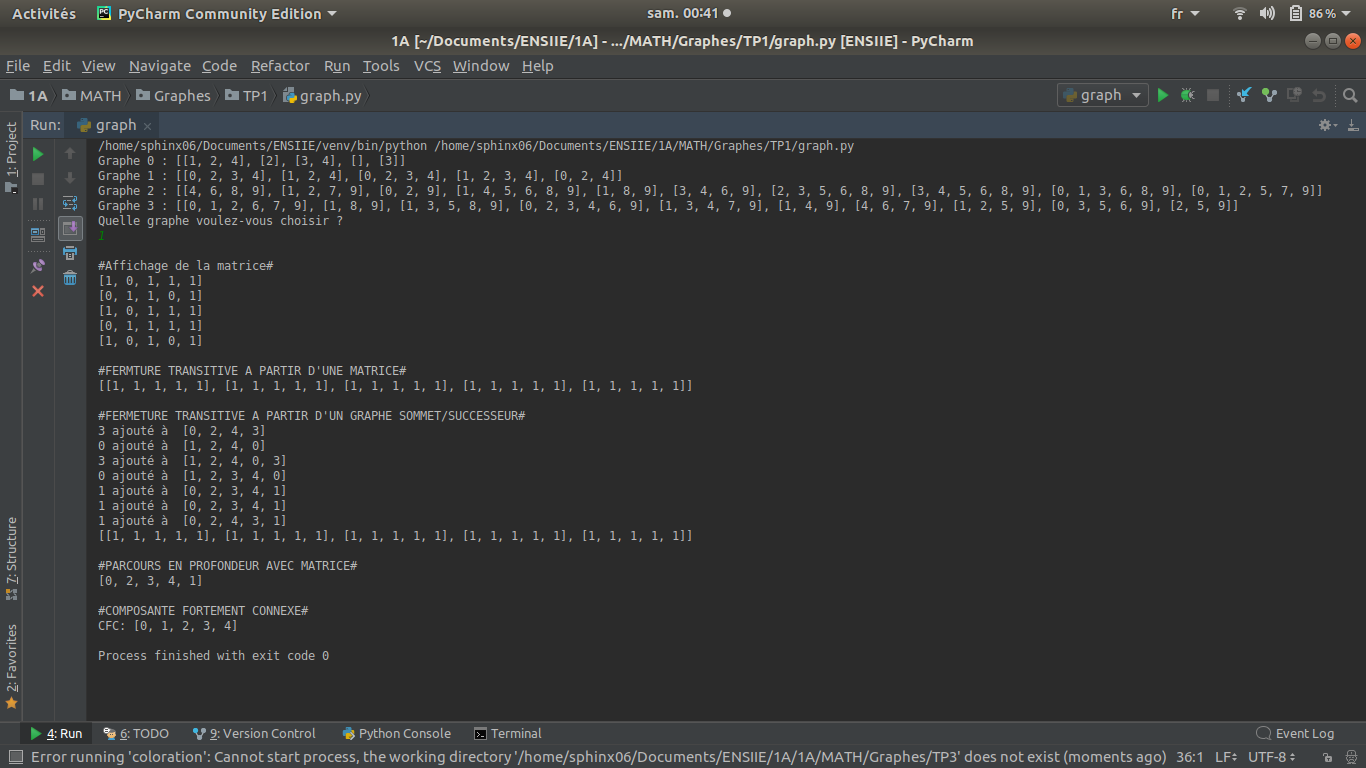 Activités PyCharm Community Edition sam. 00:41 fr 86%
1A [~/Documents/ENSIIE/1A] - .../MATH/Graphes/TP1/graph.py [ENSIIE] - PyCharm
File Edit View Navigate Code Refactor Run Tools VCS Window Help
1A MATH Graphes TP1 graph.py graph
Run: graph
1: Project
/home/sphinx06/Documents/ENSIIE/venv/bin/python /home/sphinx06/Documents/ENSIIE/1A/MATH/Graphes/TP1/graph.py
Graphe 0 : [[1, 2, 4], [2], [3, 4], [], [3]]
Graphe 1 : [[0, 2, 3, 4], [1, 2, 4], [0, 2, 3, 4], [1, 2, 3, 4], [0, 2, 4]]
Graphe 2 : [[4, 6, 8, 9], [1, 2, 7, 9], [0, 2, 9], [1, 4, 5, 6, 8, 9], [1, 8, 9], [3, 4, 6, 9], [2, 3, 5, 6, 8, 9], [3, 4, 5, 6, 8, 9], [0, 1, 3, 6, 8, 9], [0, 1, 2, 5, 7, 9]]
Graphe 3 : [[0, 1, 2, 6, 7, 9], [1, 8, 9], [1, 3, 5, 8, 9], [0, 2, 3, 4, 6, 9], [1, 3, 4, 7, 9], [1, 4, 9], [4, 6, 7, 9], [1, 2, 5, 9], [0, 3, 5, 6, 9], [2, 5, 9]]
Quelle graphe voulez-vous choisir ?
1
#Affichage de la matrice#
[1, 0, 1, 1, 1]
[0, 1, 1, 0, 1]
[1, 0, 1, 1, 1]
[0, 1, 1, 1, 1]
[1, 0, 1, 0, 1]
#FERMTURE TRANSITIVE A PARTIR D'UNE MATRICE#
[[1, 1, 1, 1, 1], [1, 1, 1, 1, 1], [1, 1, 1, 1, 1], [1, 1, 1, 1, 1], [1, 1, 1, 1, 1]]
#FERMETURE TRANSITIVE A PARTIR D'UN GRAPHE SOMMET/SUCCESSEUR#
3 ajouté à  [0, 2, 4, 3]
0 ajouté à  [1, 2, 4, 0]
3 ajouté à  [1, 2, 4, 0, 3]
0 ajouté à  [1, 2, 3, 4, 0]
1 ajouté à  [0, 2, 3, 4, 1]
1 ajouté à  [0, 2, 3, 4, 1]
1 ajouté à  [0, 2, 4, 3, 1]
[[1, 1, 1, 1, 1], [1, 1, 1, 1, 1], [1, 1, 1, 1, 1], [1, 1, 1, 1, 1], [1, 1, 1, 1, 1]]
#PARCOURS EN PROFONDEUR AVEC MATRICE#
[0, 2, 3, 4, 1]
#COMPOSANTE FORTEMENT CONNEXE#
CFC: [0, 1, 2, 3, 4]
Process finished with exit code 0
7: Structure
2: Favorites
4: Run 6: TODO 9: Version Control Python Console Terminal Event Log
Error running 'coloration': Cannot start process, the working directory '/home/sphinx06/Documents/ENSIIE/1A/1A/MATH/Graphes/TP3' does not exist (moments ago) 36:1 LF UTF-8